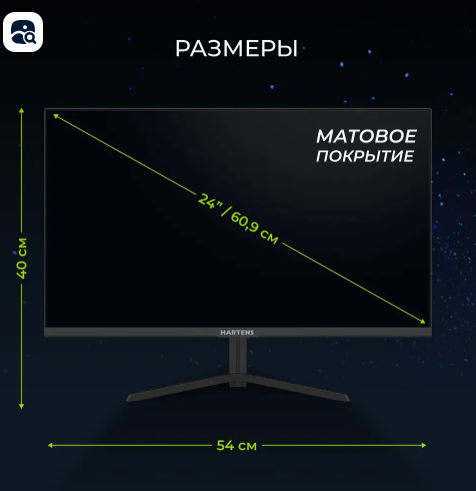 РАЗМЕРЫ
МАТОВОЕ
ПОКРЫТИЕ
24" / 60,9 см
40 см
HARTENS
54 см